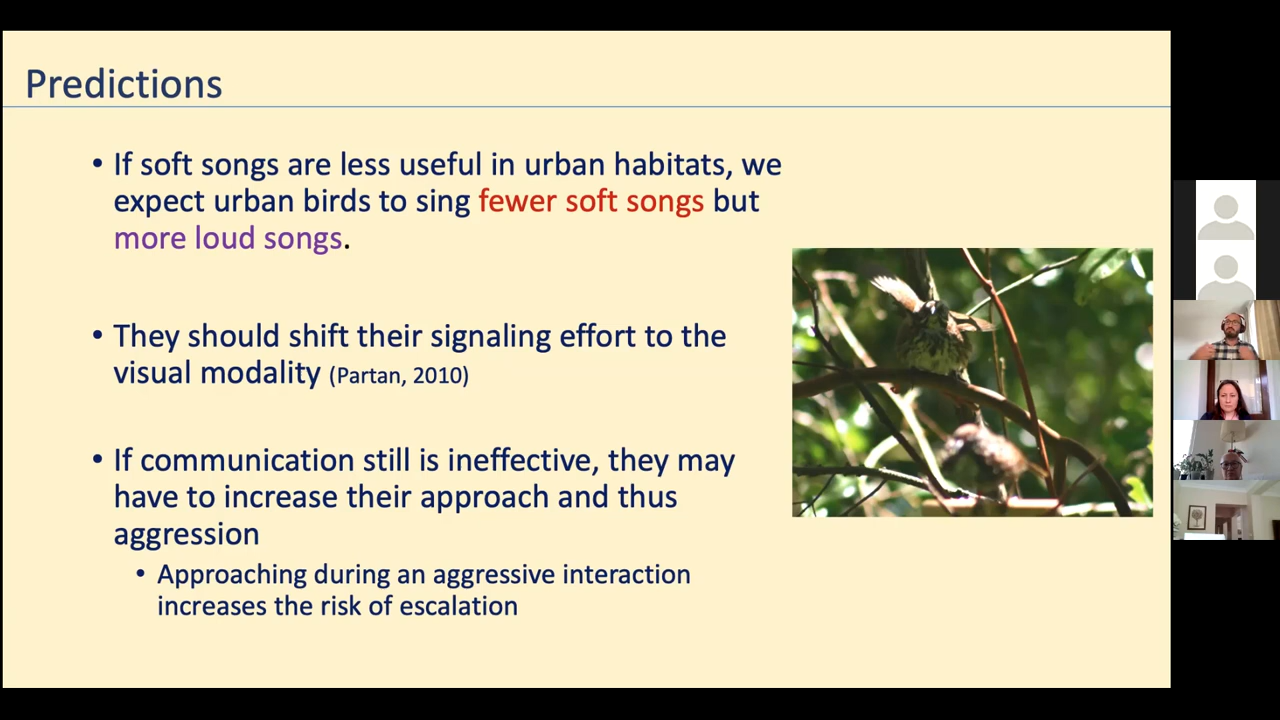 Predictions
• If soft songs are less useful in urban habitats, we
expect urban birds to sing fewer soft songs but
more loud songs.
• They should shift their signaling effort to the
visual modality (Partan, 2010)
• If communication still is ineffective, they may
have to increase their approach and thus
aggression
• Approaching during an aggressive interaction
increases the risk of escalation